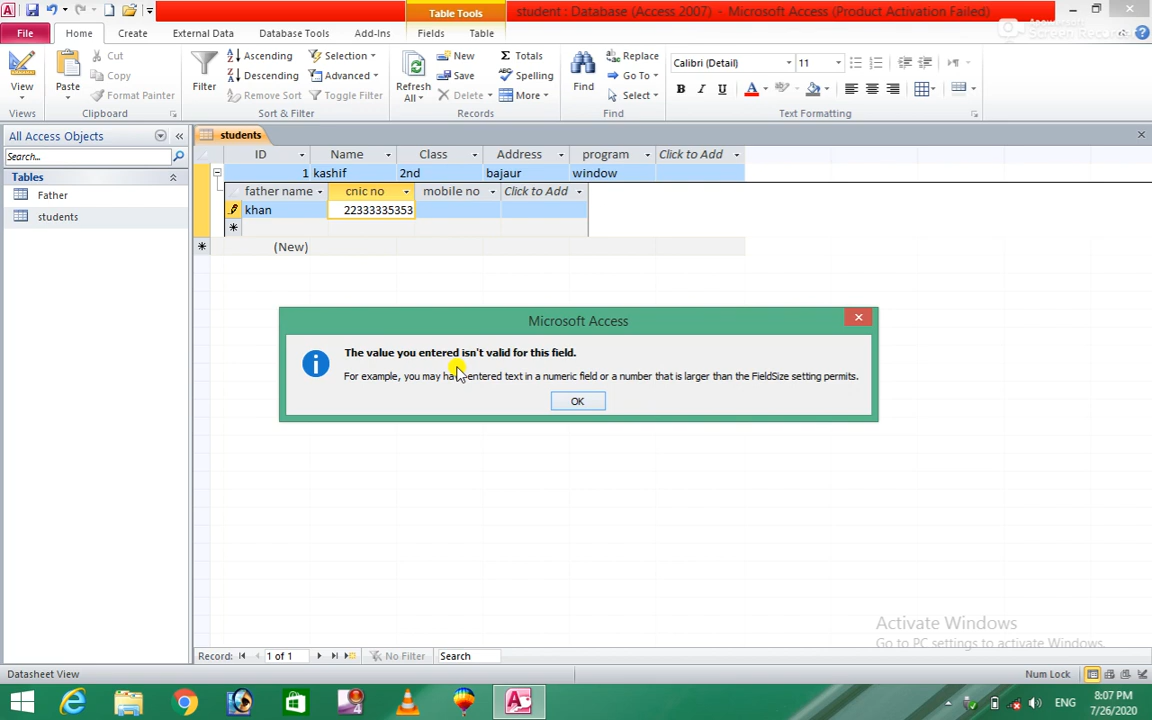 Table Tools
student : Database (Access 2007) - Microsoft Access (Product Activation Failed)
File Home Create External Data Database Tools Add-Ins Fields Table
Screen Recorder
View
Views
Paste
Cut
Copy
Format Painter
Clipboard
Filter
Ascending
Descending
Remove Sort
Selection
Advanced
Toggle Filter
Sort & Filter
Refresh
All
New
Save
Delete
Totals
Spelling
More
Records
Find
Replace
Go To
Select
Find
Calibri (Detail) 11
B I U A
Text Formatting
All Access Objects
students
Search...
Tables
Father
students
ID Name Class Address program Click to Add
1 kashif 2nd bajaur window
father name cnic no mobile no Click to Add
khan 22333335353
(New)
Microsoft Access
The value you entered isn't valid for this field.
For example, you may have entered text in a numeric field or a number that is larger than the FieldSize setting permits.
OK
Activate Windows
Go to PC settings to activate Windows.
Record: 1 of 1 No Filter Search
Datasheet View
Num Lock
ENG
8:07 PM
7/26/2020